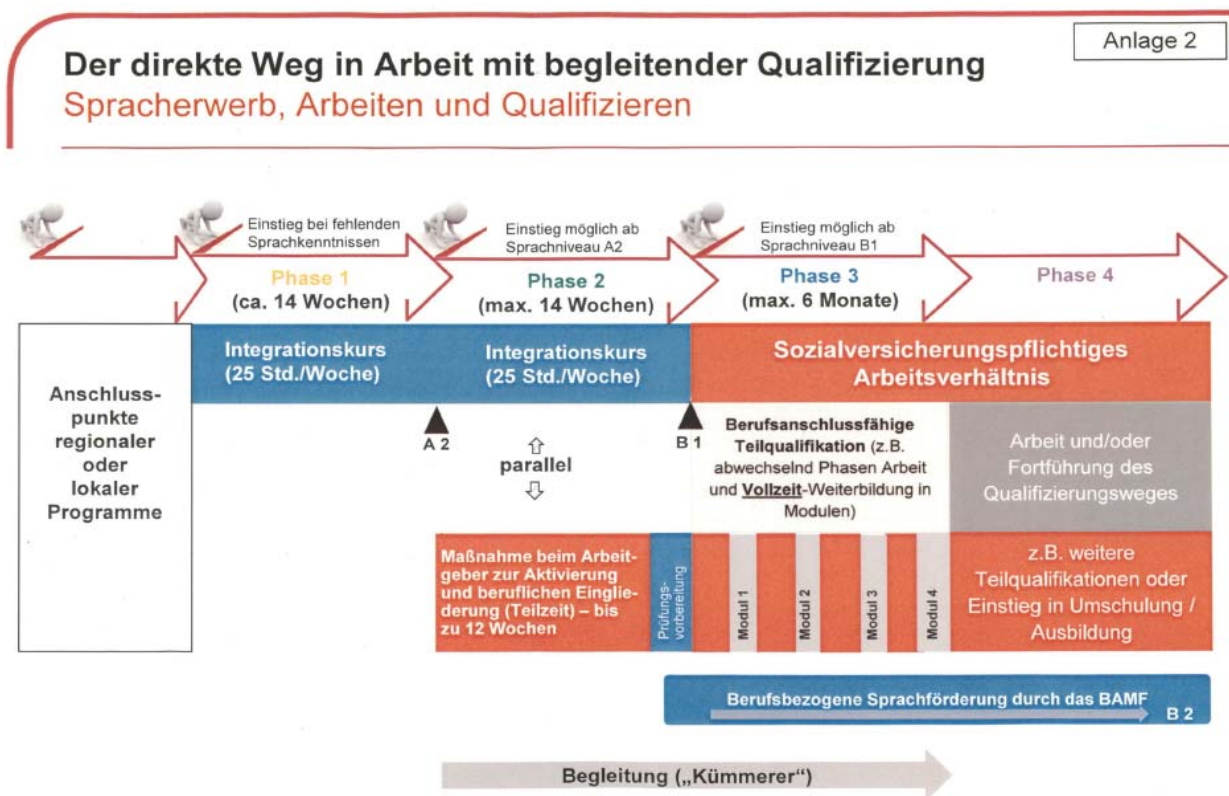 Anlage 2
Der direkte Weg in Arbeit mit begleitender Qualifizierung
Spracherwerb, Arbeiten und Qualifizieren
Einstieg bei fehlenden
Sprachkenntnissen
Einstieg möglich ab
Sprachniveau A2
Einstieg möglich ab
Sprachniveau B1
Phase 1
(ca. 14 Wochen)
Phase 2
(max. 14 Wochen)
Phase 3
(max. 6 Monate)
Phase 4
Anschluss-
punkte
regionaler
oder
lokaler
Programme
Integrationskurs
(25 Std./Woche)
Integrationskurs
(25 Std./Woche)
Sozialversicherungspflichtiges
Arbeitsverhältnis
A 2
parallel
B 1
Berufsanschlussfähige
Teilqualifikation (z.B.
abwechselnd Phasen Arbeit
und Vollzeit-Weiterbildung in
Modulen)
Arbeit und/oder
Fortführung des
Qualifizierungsweges
Maßnahme beim Arbeit-
geber zur Aktivierung
und beruflichen Einglie-
derung (Teilzeit) – bis
zu 12 Wochen
Prüfungs-
vorbereitung
Modul 1
Modul 2
Modul 3
Modul 4
z.B. weitere
Teilqualifikationen oder
Einstieg in Umschulung /
Ausbildung
Berufsbezogene Sprachförderung durch das BAMF
B 2
Begleitung („Kümmerer“)